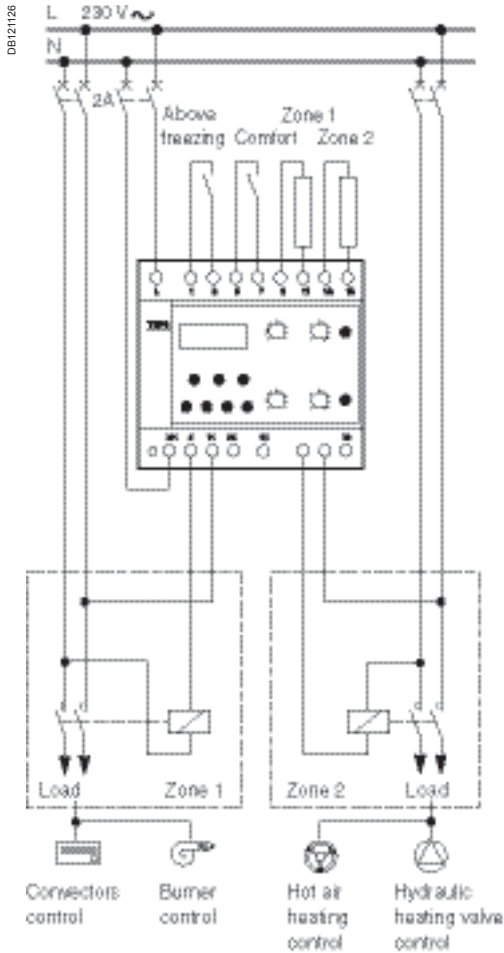 DB121126
L 230 V ~
N
2A
Above
freezing
Comfort
Zone 1
Zone 2
L
Load
Zone 1
Zone 2
Load
Convectors
control
Burner
control
Hot air
heating
control
Hydraulic
heating valve
control